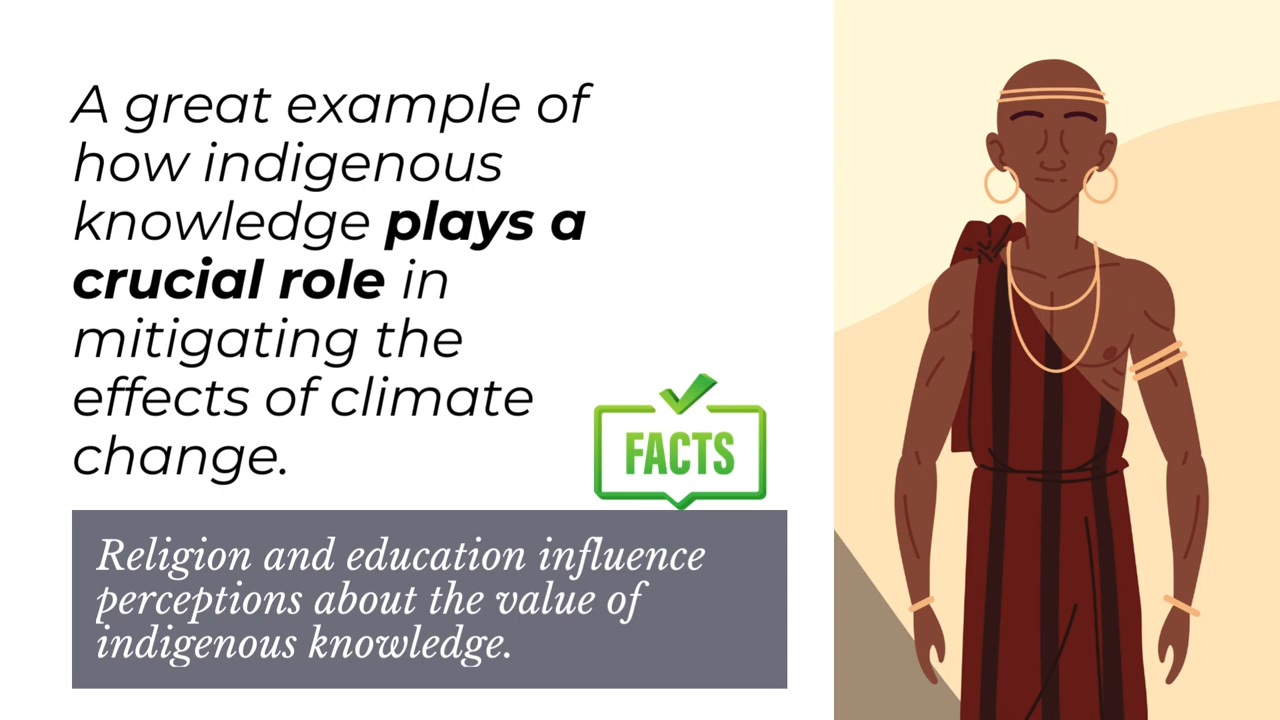 A great example of
how indigenous
knowledge plays a
crucial role in
mitigating the
effects of climate
change.
FACTS
Religion and education influence
perceptions about the value of
indigenous knowledge.